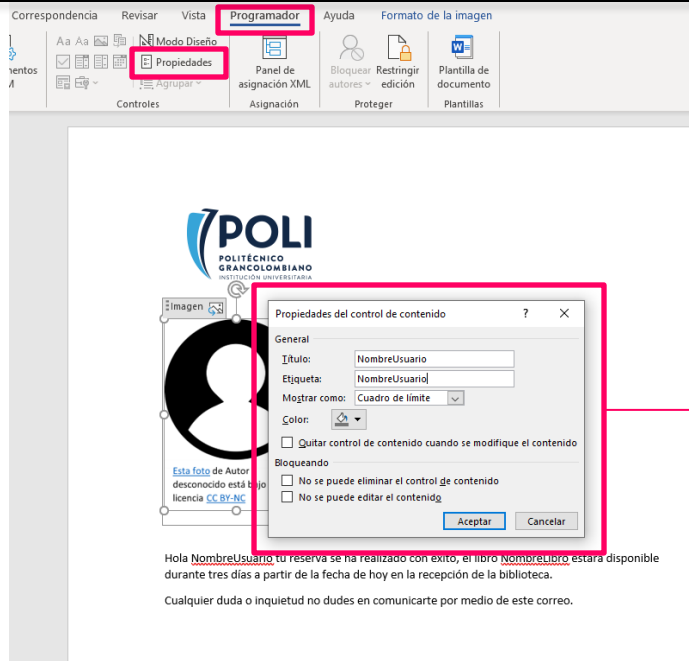 Correspondencia Revisar Vista Programador Ayuda Formato de la imagen
Aa Aa Modo Diseño
Propiedades
Agrupar
Controles
mentos
Panel de
asignación XML
Asignación
Bloquear
autores
Restringir
edición
Proteger
Plantilla de
documento
Plantillas
POLI
POLITÉCNICO
GRANCOLOMBIANO
INSTITUCIÓN UNIVERSITARIA
Imagen
Esta foto de Autor
desconocido está bajo
licencia CC BY-NC
Propiedades del control de contenido ?
General
Título: NombreUsuario
Etiqueta: NombreUsuario
Mostrar como: Cuadro de límite
Color:
Quitar control de contenido cuando se modifique el contenido
Bloqueando
No se puede eliminar el control de contenido
No se puede editar el contenido
Aceptar Cancelar
Hola NombreUsuario tu reserva se ha realizado con éxito, el libro NombreLibro estará disponible
durante tres días a partir de la fecha de hoy en la recepción de la biblioteca.
Cualquier duda o inquietud no dudes en comunicarte por medio de este correo.